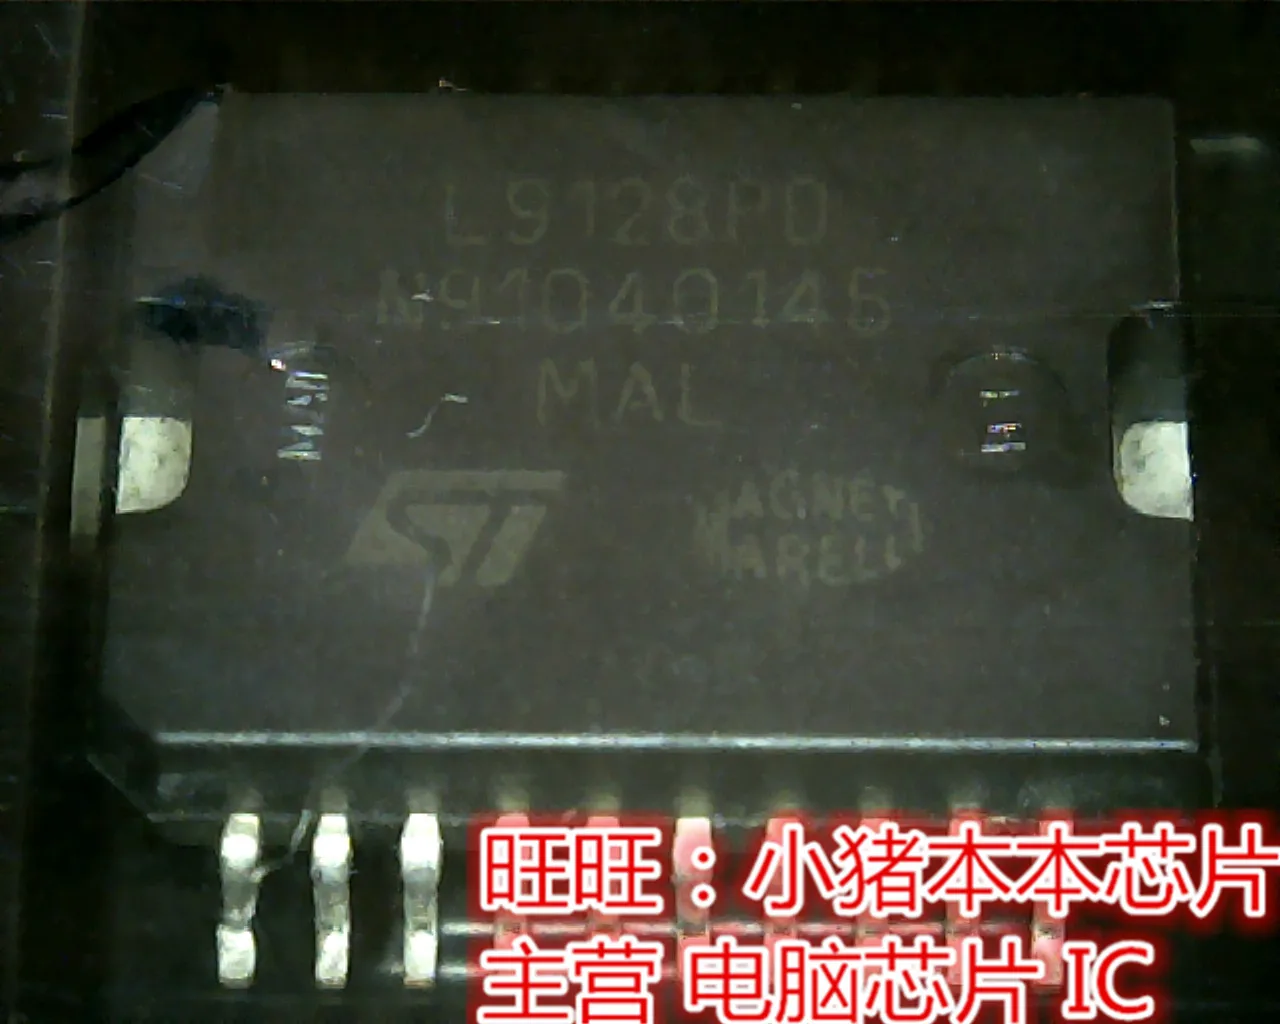 L9128PD
N91040145
MAL
ST
MAGNETI
MARELLI
旺旺：小猪本本芯片
主营 电脑芯片 IC